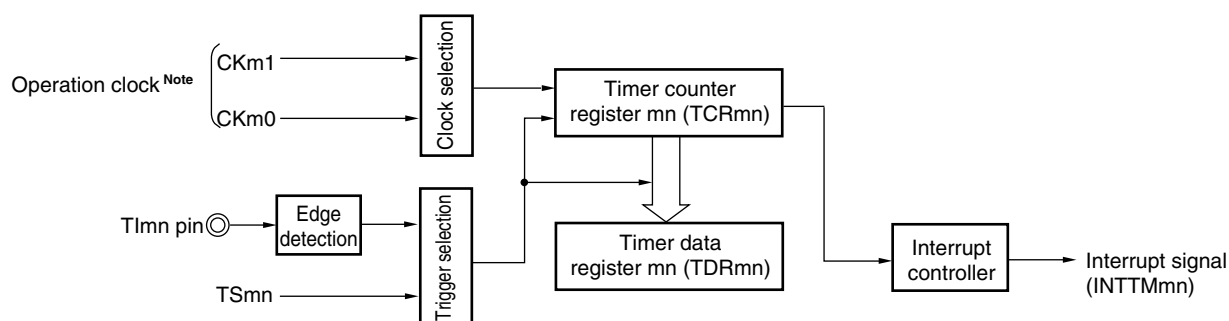 Operation clock Note
CKm1
CKm0
Clock selection
Timer counter
register mn (TCRmn)
TImn pin
Edge
detection
TSmn
Trigger selection
Timer data
register mn (TDRmn)
Interrupt
controller
Interrupt signal
(INTTMmn)